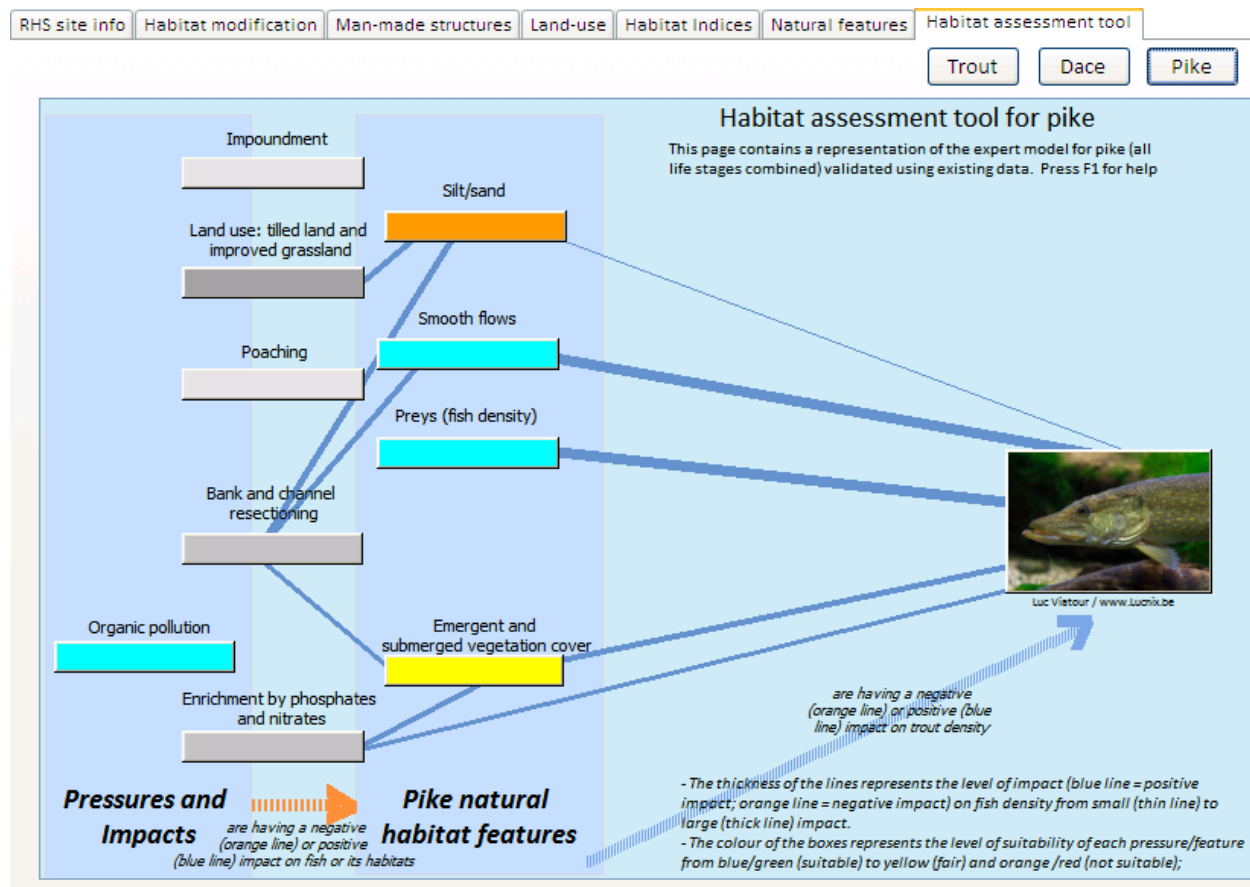 RHS site info
Habitat modification
Man-made structures
Land-use
Habitat Indices
Natural features
Habitat assessment tool
Trout
Dace
Pike
Habitat assessment tool for pike
This page contains a representation of the expert model for pike (all
life stages combined) validated using existing data. Press F1 for help
Impoundment
Silt/sand
Land use: tilled land and
improved grassland
Smooth flows
Poaching
Preys (fish density)
Bank and channel
resectioning
Luc Viatour / www.Lucnix.be
Organic pollution
Emergent and
submerged vegetation cover
Enrichment by phosphates
and nitrates
are having a negative
(orange line) or positive (blue
line) impact on trout density
Pressures and
Impacts
Pike natural
habitat features
are having a negative
(orange line) or positive
(blue line) impact on fish or its habitats
- The thickness of the lines represents the level of impact (blue line = positive
impact; orange line = negative impact) on fish density from small (thin line) to
large (thick line) impact.
- The colour of the boxes represents the level of suitability of each pressure/feature
from blue/green (suitable) to yellow (fair) and orange /red (not suitable);